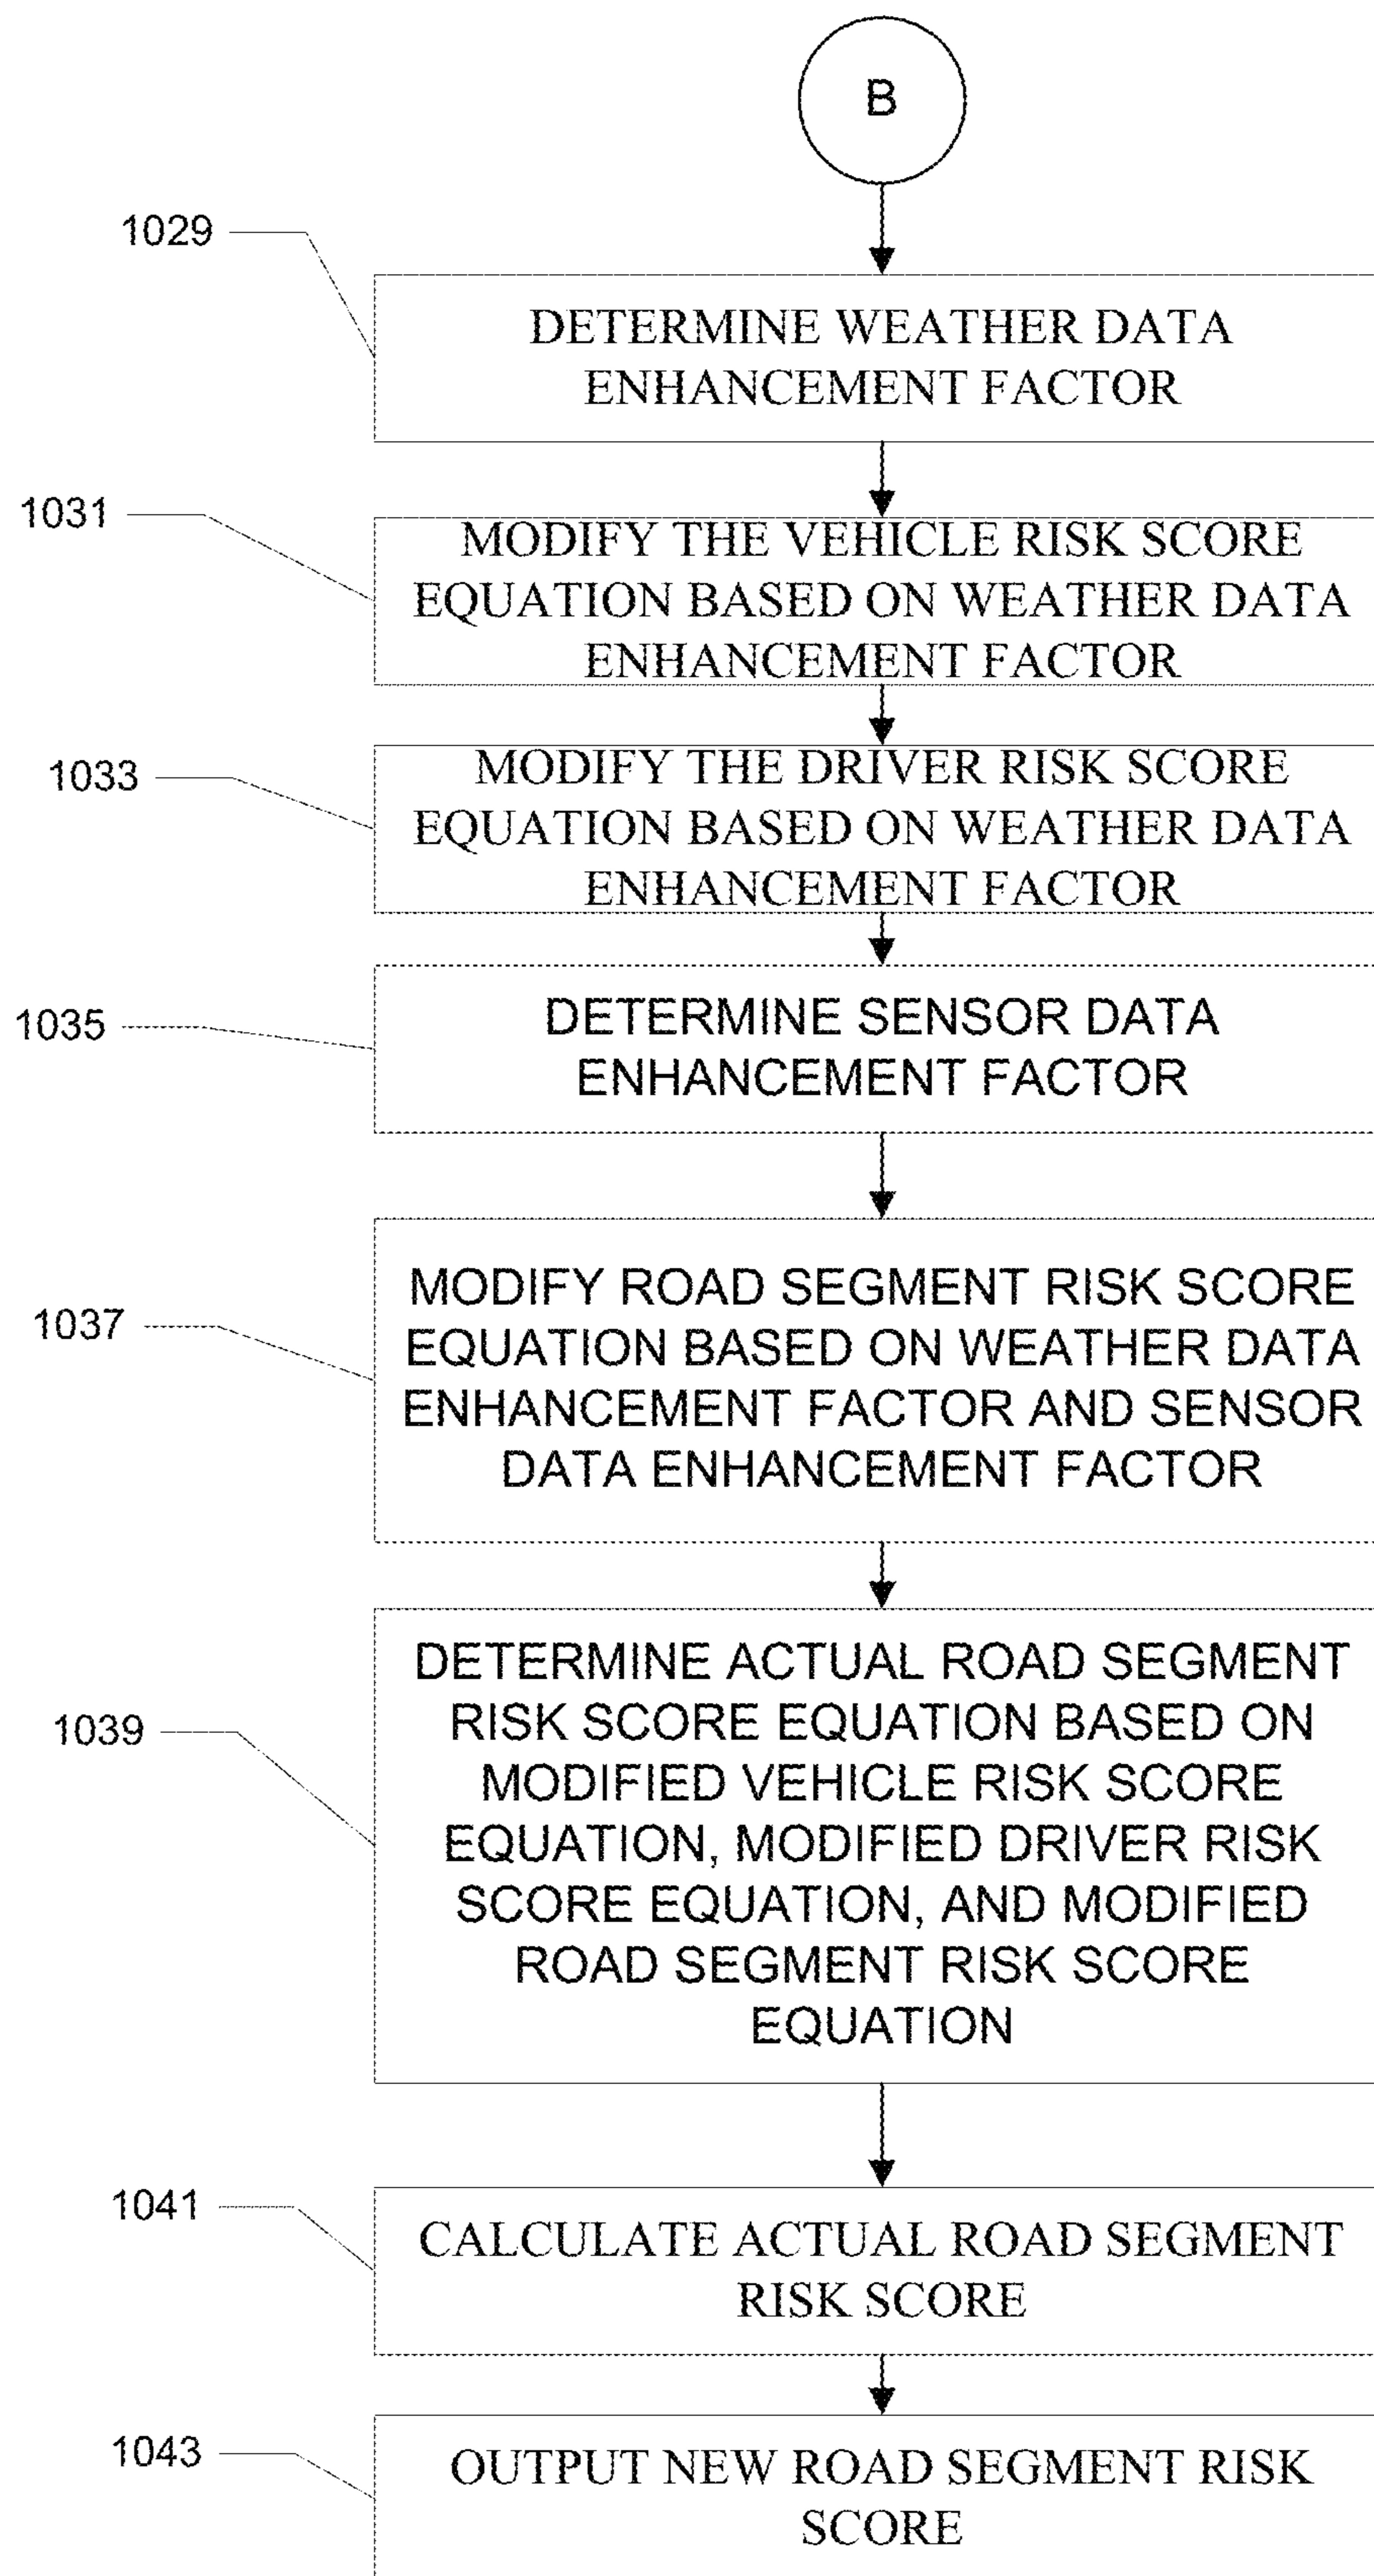 B
1029
DETERMINE WEATHER DATA
ENHANCEMENT FACTOR
1031
MODIFY THE VEHICLE RISK SCORE
EQUATION BASED ON WEATHER DATA
ENHANCEMENT FACTOR
1033
MODIFY THE DRIVER RISK SCORE
EQUATION BASED ON WEATHER DATA
ENHANCEMENT FACTOR
1035
DETERMINE SENSOR DATA
ENHANCEMENT FACTOR
1037
MODIFY ROAD SEGMENT RISK SCORE
EQUATION BASED ON WEATHER DATA
ENHANCEMENT FACTOR AND SENSOR
DATA ENHANCEMENT FACTOR
1039
DETERMINE ACTUAL ROAD SEGMENT
RISK SCORE EQUATION BASED ON
MODIFIED VEHICLE RISK SCORE
EQUATION, MODIFIED DRIVER RISK
SCORE EQUATION, AND MODIFIED
ROAD SEGMENT RISK SCORE
EQUATION
1041
CALCULATE ACTUAL ROAD SEGMENT
RISK SCORE
1043
OUTPUT NEW ROAD SEGMENT RISK
SCORE